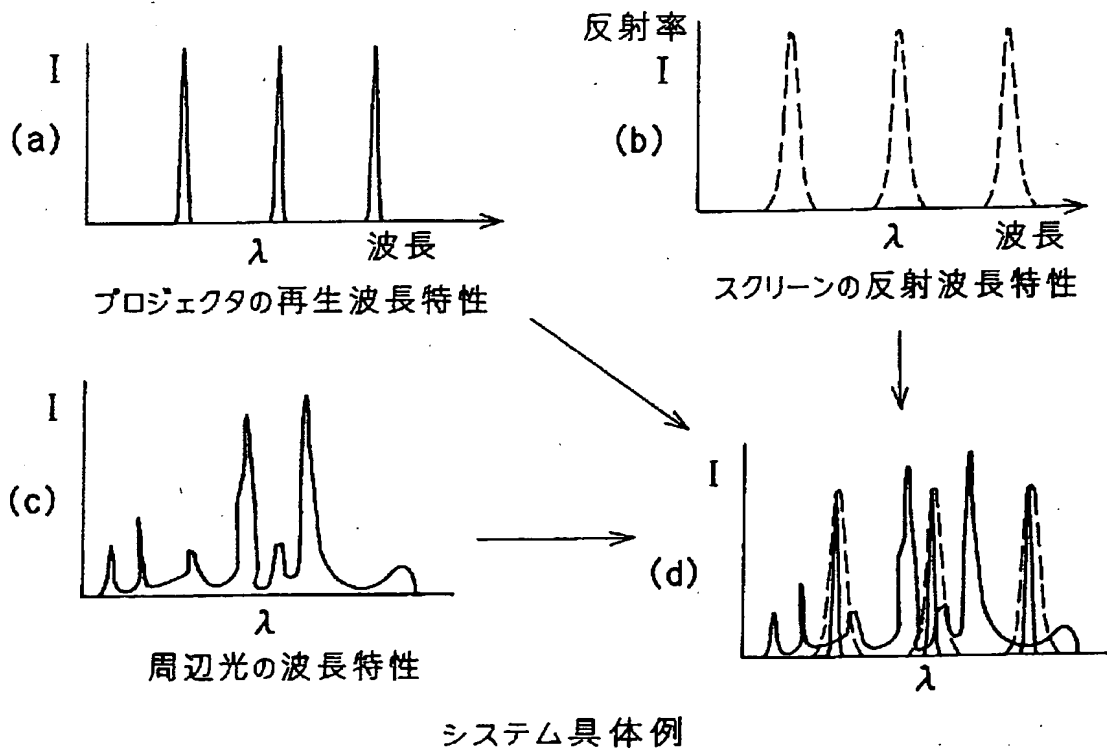 I
(a)
λ
波長
プロジェクタの再生波長特性
反射率
I
(b)
λ
波長
スクリーンの反射波長特性
I
(c)
λ
周辺光の波長特性
I
(d)
λ
システム具体例